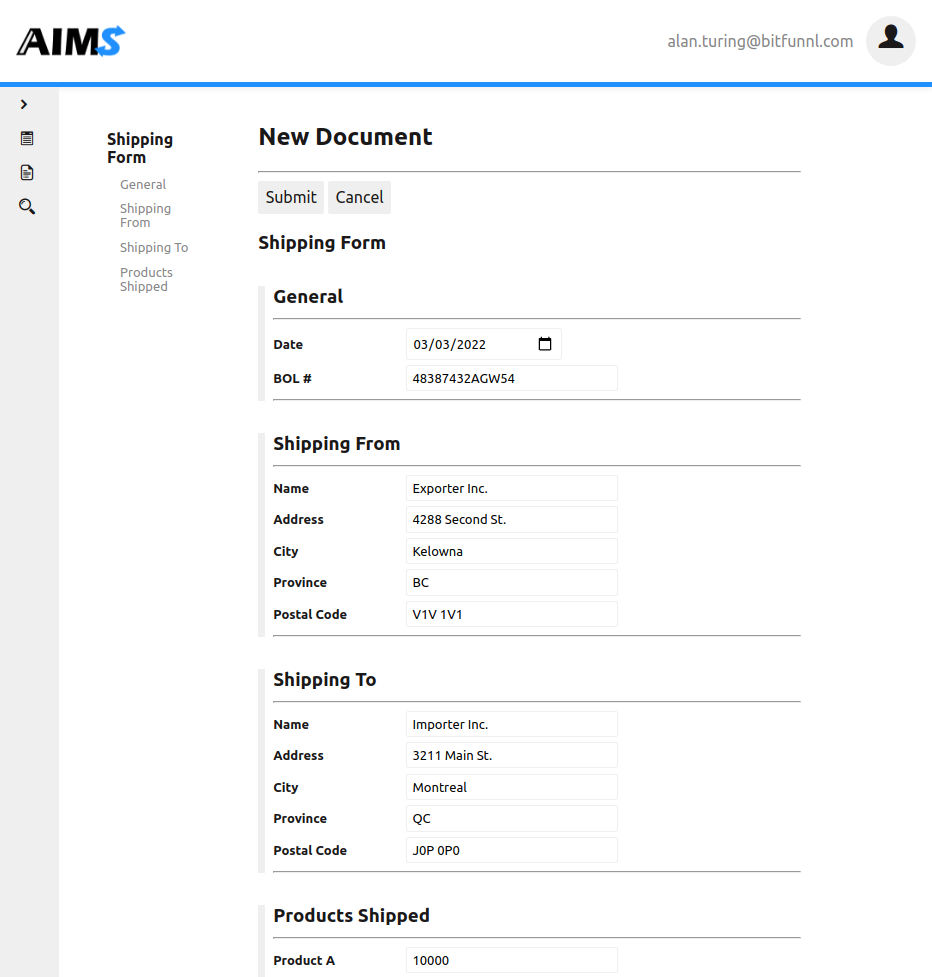 AIMS
alan.turing@bitfunnl.com
Shipping
Form
General
Shipping
From
Shipping To
Products
Shipped
New Document
Submit Cancel
Shipping Form
General
Date 03/03/2022
BOL # 48387432AGW54
Shipping From
Name Exporter Inc.
Address 4288 Second St.
City Kelowna
Province BC
Postal Code V1V 1V1
Shipping To
Name Importer Inc.
Address 3211 Main St.
City Montreal
Province QC
Postal Code J0P 0P0
Products Shipped
Product A 10000